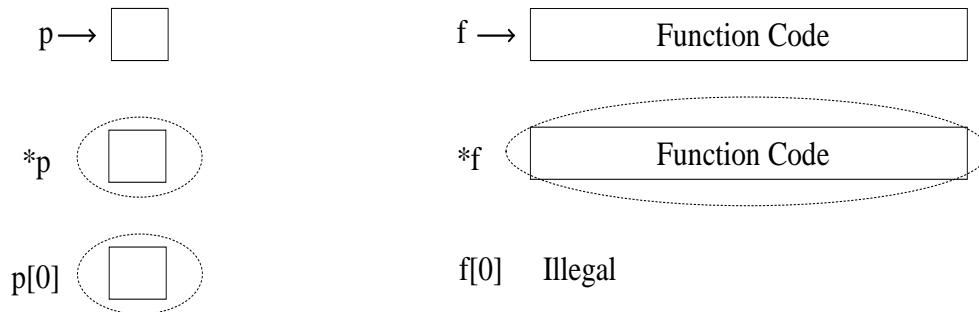 p f Function Code
*p *f Function Code
p[0] f[0] Illegal